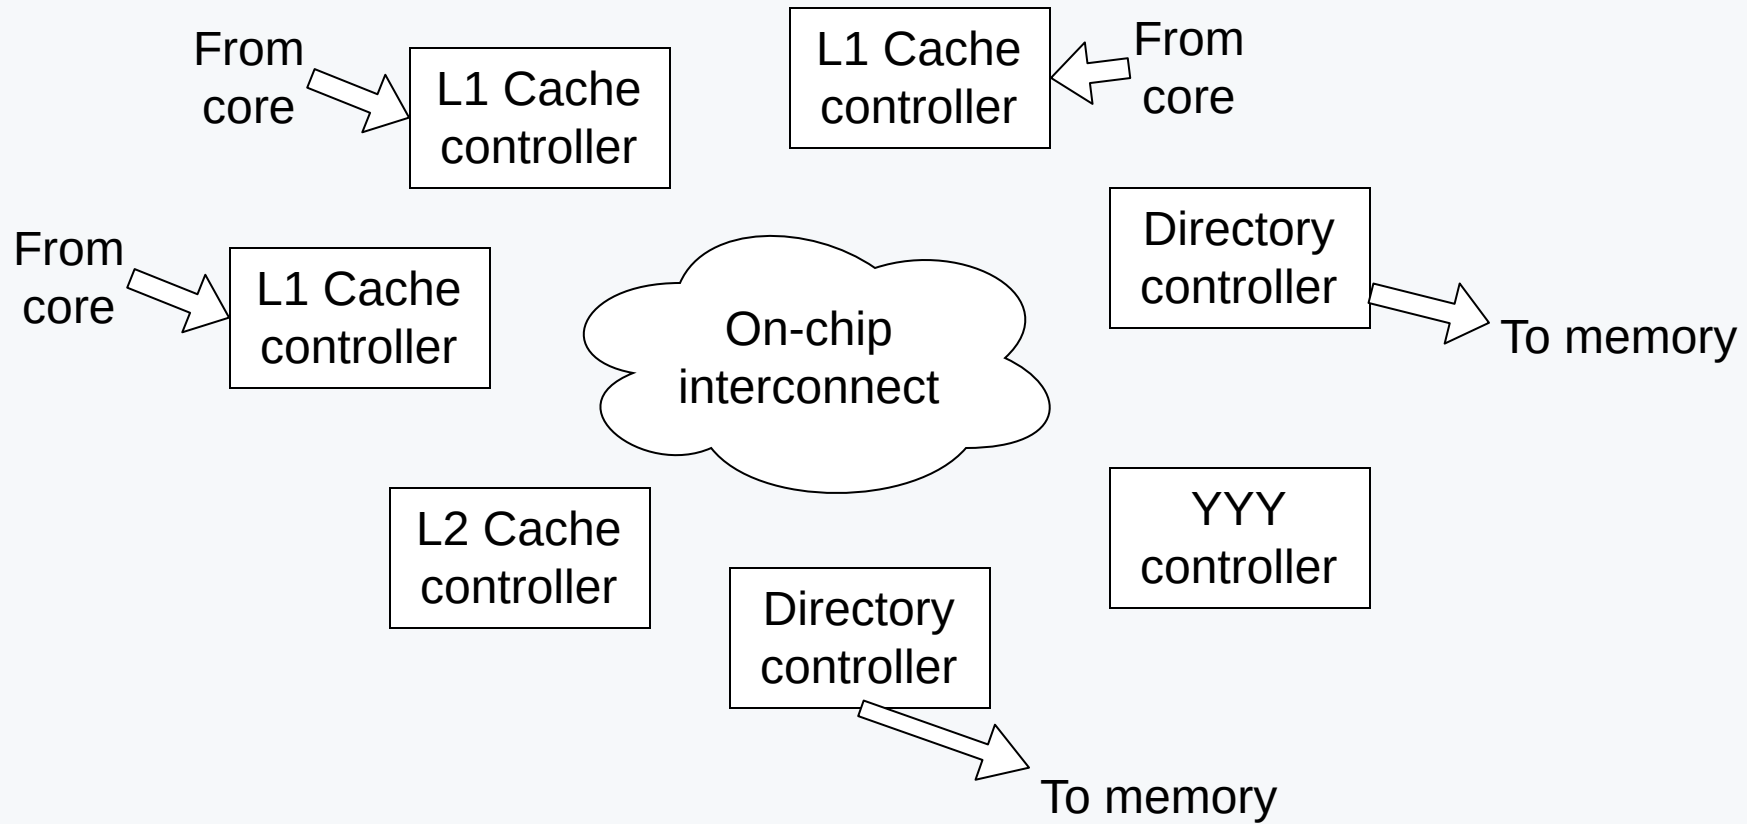 From
core
L1 Cache
controller
L1 Cache
controller
From
core
From
core
L1 Cache
controller
On-chip
interconnect
Directory
controller
To memory
L2 Cache
controller
Directory
controller
YYY
controller
To memory